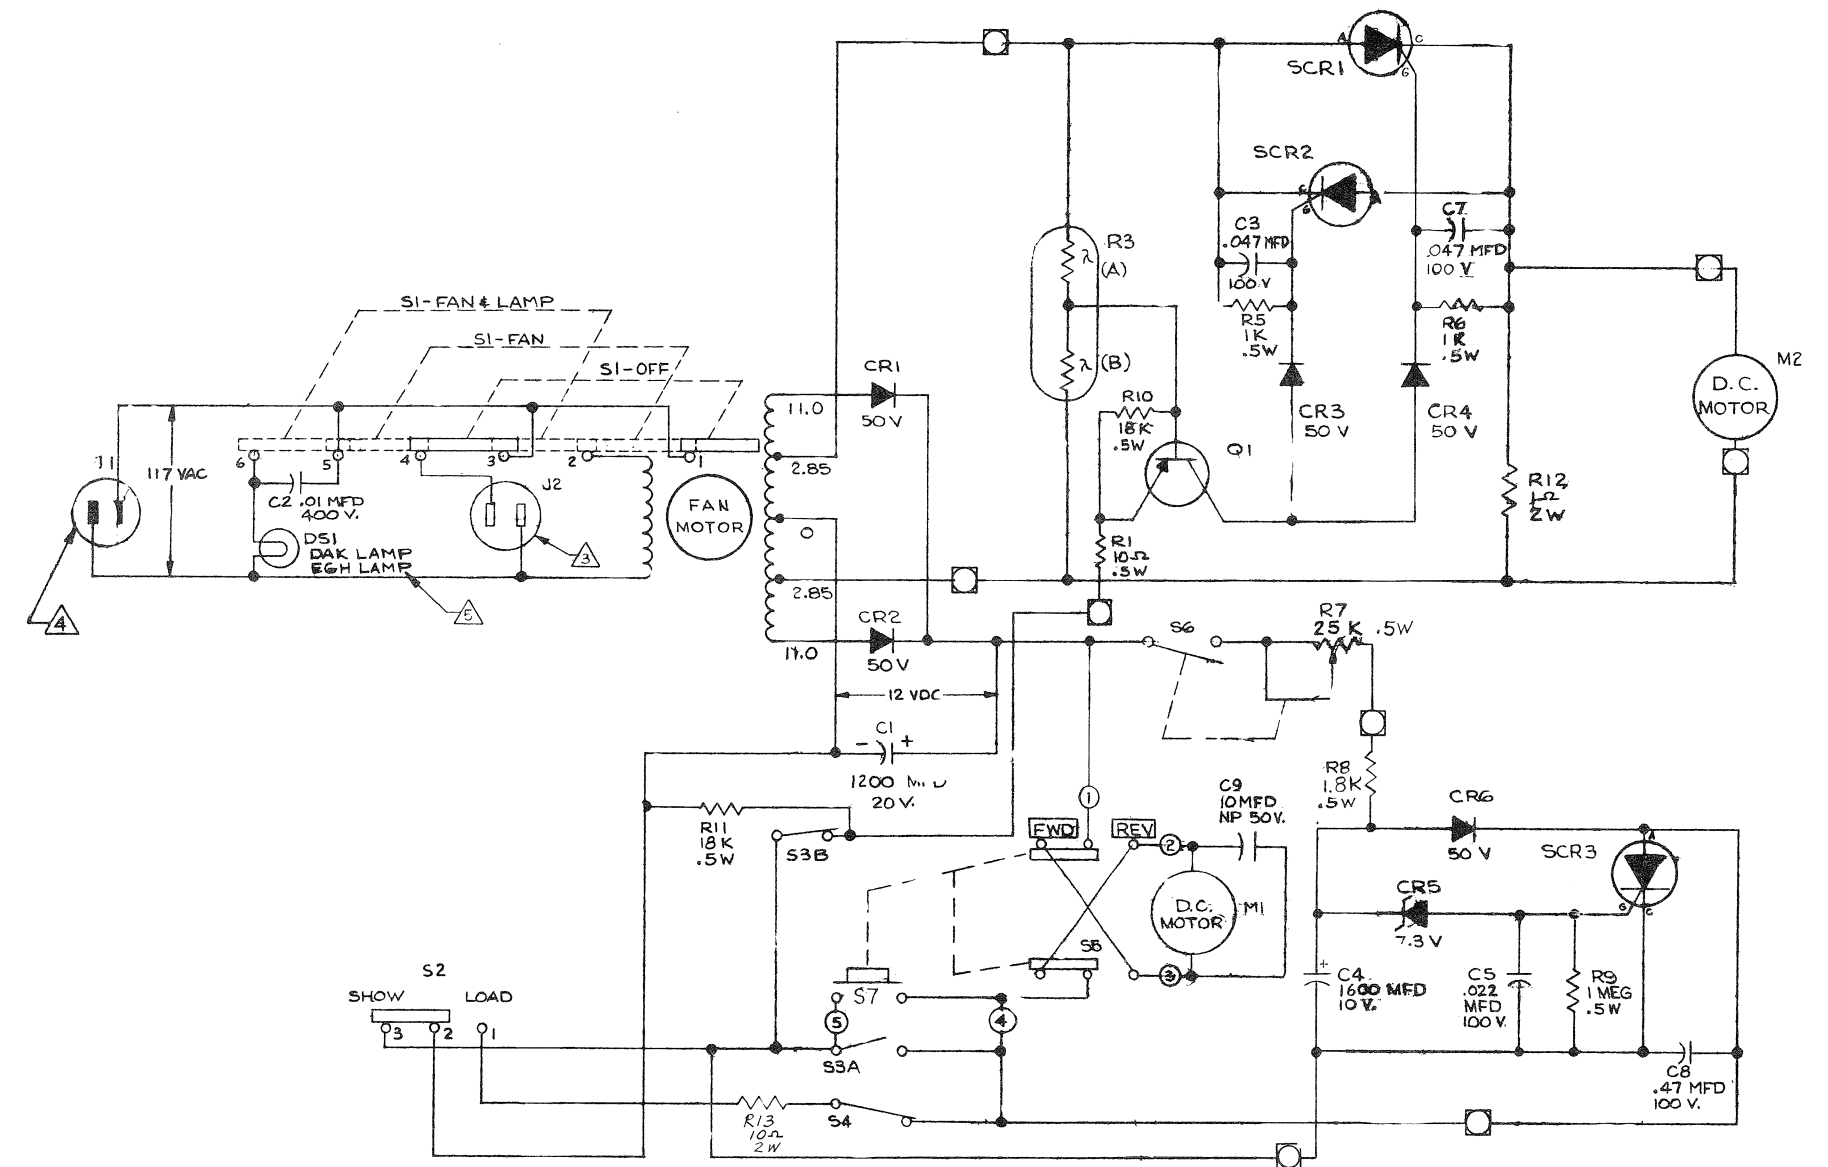 A
C
G
SCR1
SCR2
C
G
A
C7
.047 MFD
100 V
C3
.047 MFD
100 V
R3
λ
(A)
λ
(B)
R5
1K
.5W
R6
1K
.5W
M2
D.C.
MOTOR
S1-FAN & LAMP
S1-FAN
S1-OFF
CR1
50 V
11.0
2.85
R10
18K
.5W
Q1
CR3
50 V
CR4
50 V
R12
1Ω
2W
J1
117 VAC
6
5
4
3
2
1
C2 .01 MFD
400 V.
J2
FAN
MOTOR
O
DS1
DAK LAMP
EGH LAMP
3
4
5
2.85
R1
10Ω
.5W
CR2
50 V
11.0
S6
R7
25 K .5W
12 VDC
C1
- +
1200
20 V.
R8
1.8K
.5W
C9
10MFD
NP 50V.
1
FWD
REV
2
R11
18K
.5W
S3B
CR6
50 V
SCR3
A
G
C
CR5
7.3 V
D.C.
MOTOR
M1
S5
3
S2
SHOW
LOAD
3
2
1
S7
5
4
S3A
+
C4
1600 MFD
10 V.
C5
.022
MFD
100 V.
R9
1 MEG
.5W
C8
.47 MFD
100 V.
R13
10Ω
2W
S4